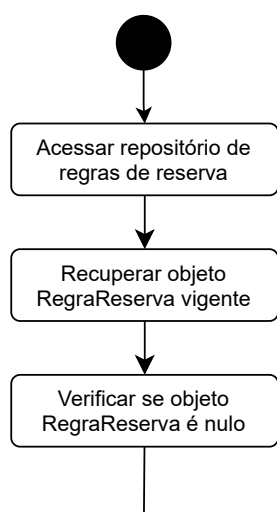 Acessar repositório de
regras de reserva
Recuperar objeto
RegraReserva vigente
Verificar se objeto
RegraReserva é nulo